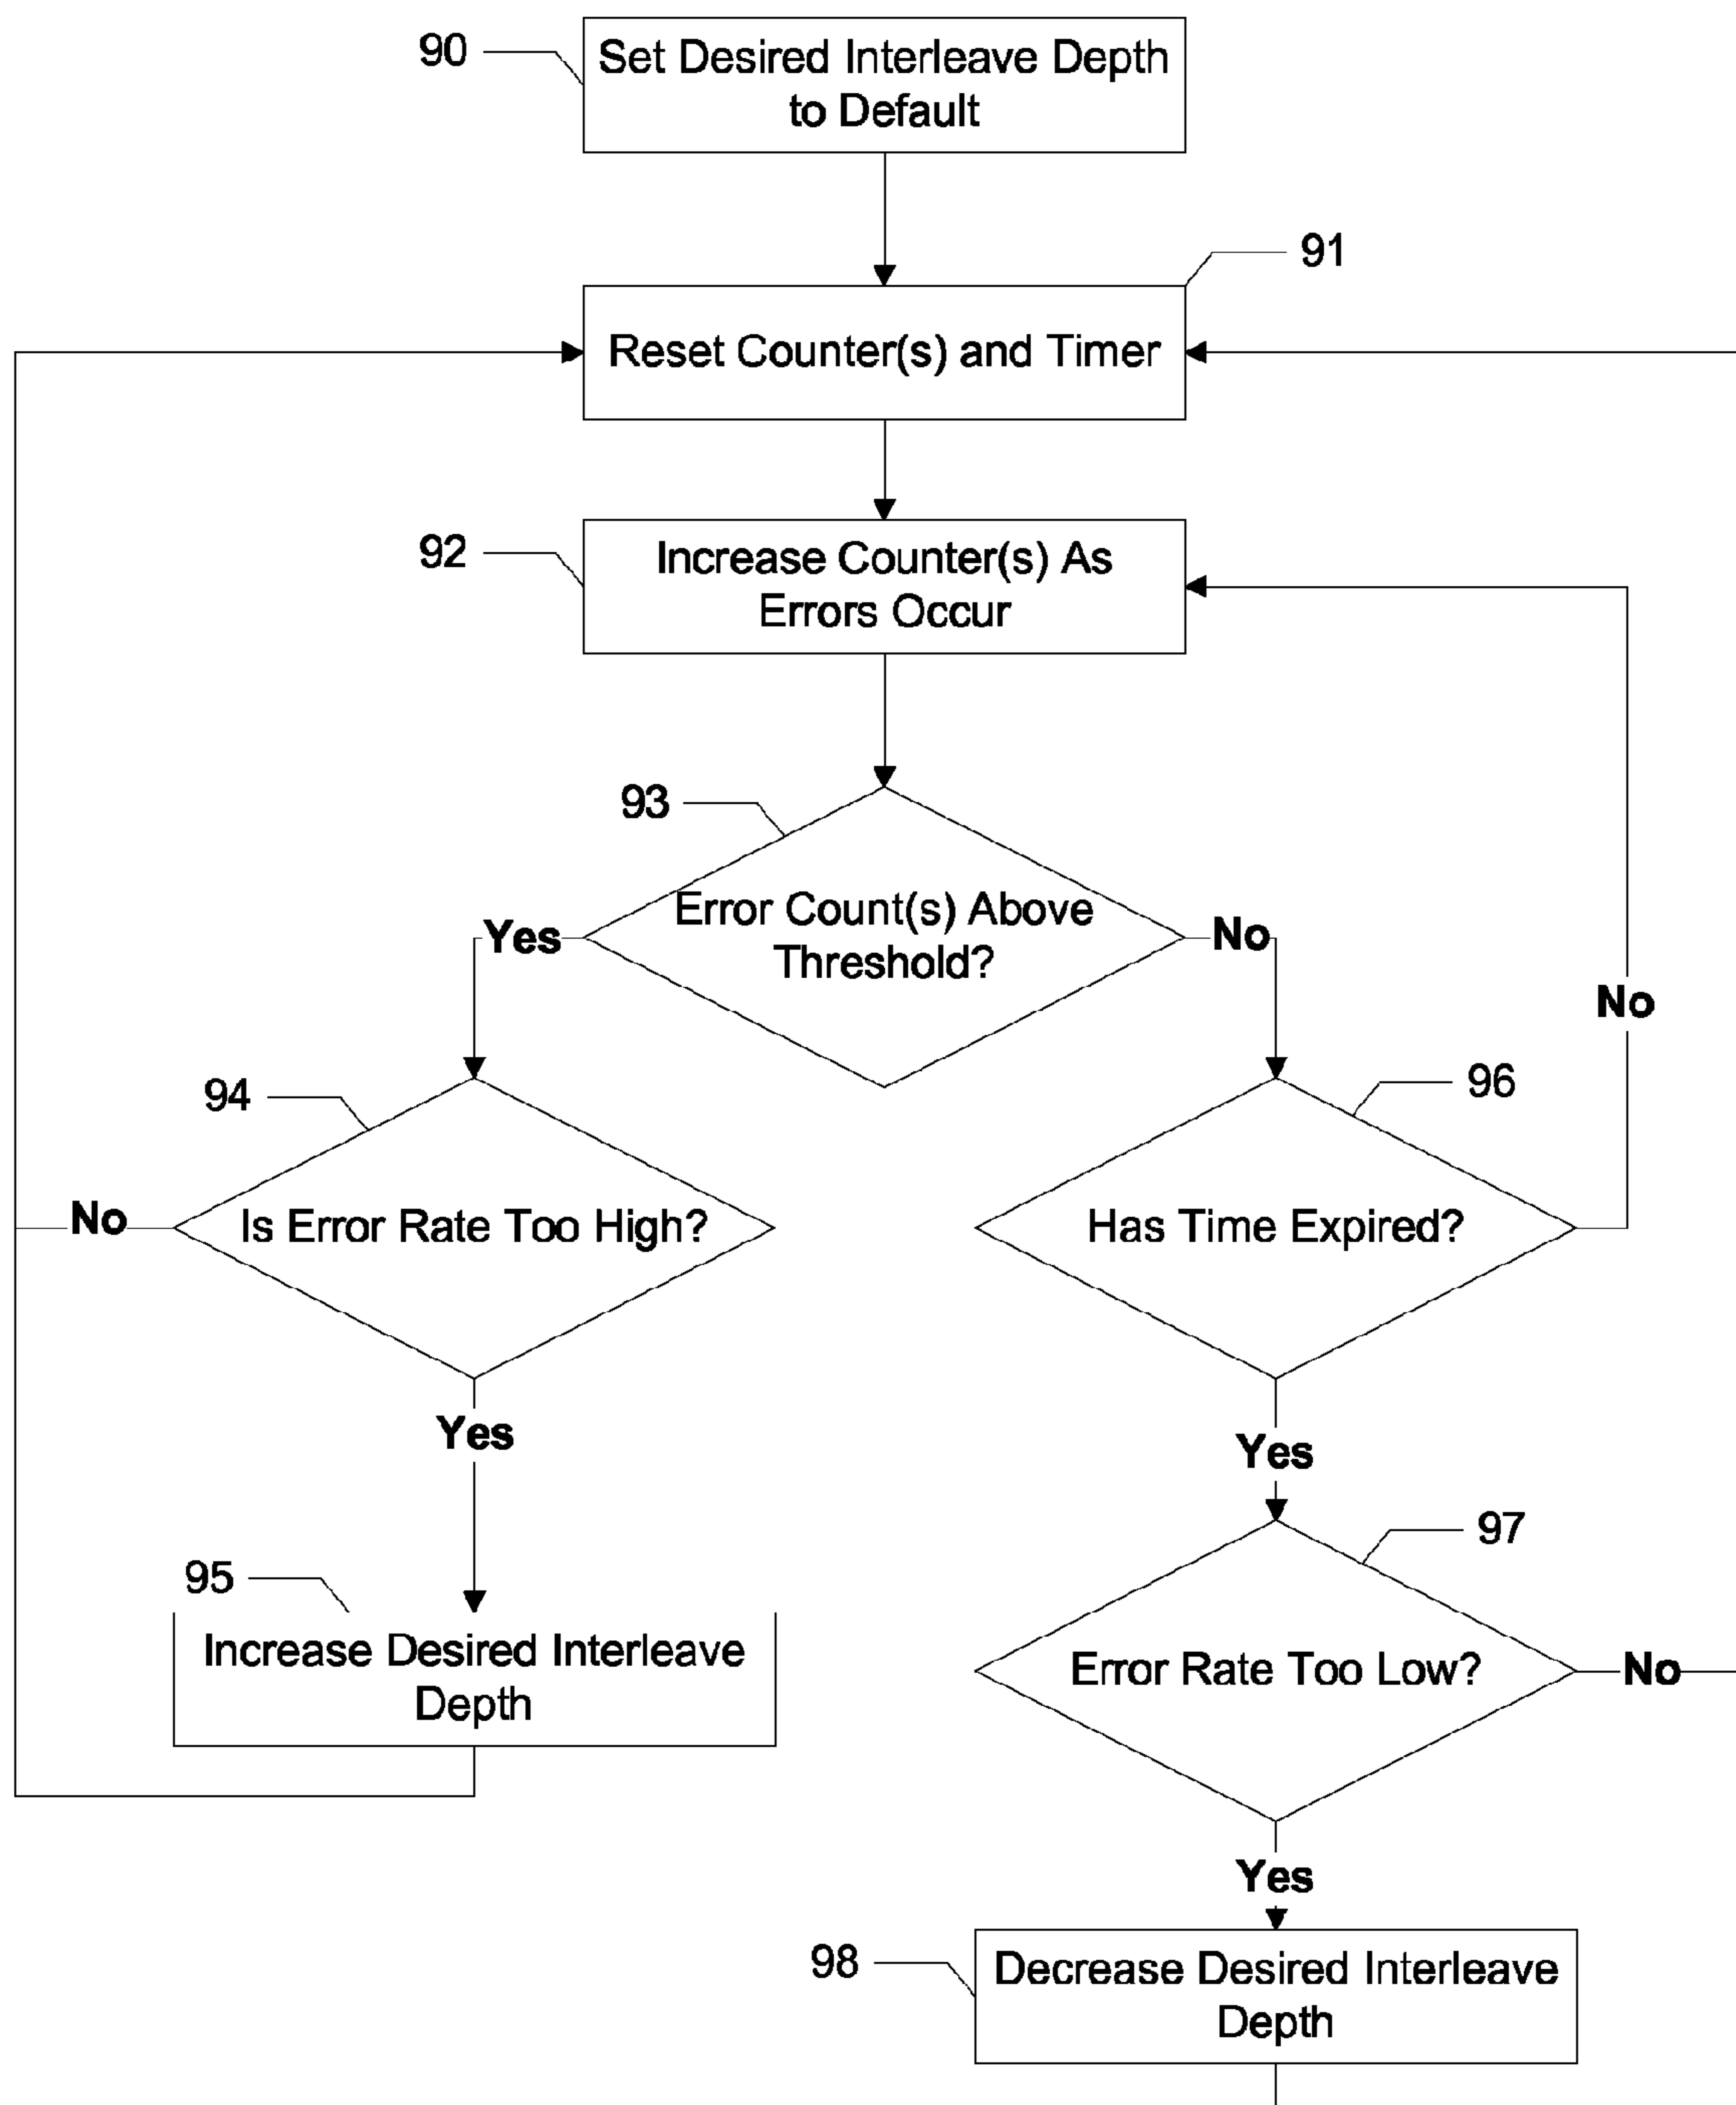 90
Set Desired Interleave Depth
to Default
91
Reset Counter(s) and Timer
92
Increase Counter(s) As
Errors Occur
93
Error Count(s) Above
Threshold?
Yes
No
No
94
96
Is Error Rate Too High?
Has Time Expired?
No
Yes
Yes
95
97
Increase Desired Interleave
Depth
Error Rate Too Low?
No
Yes
98
Decrease Desired Interleave
Depth